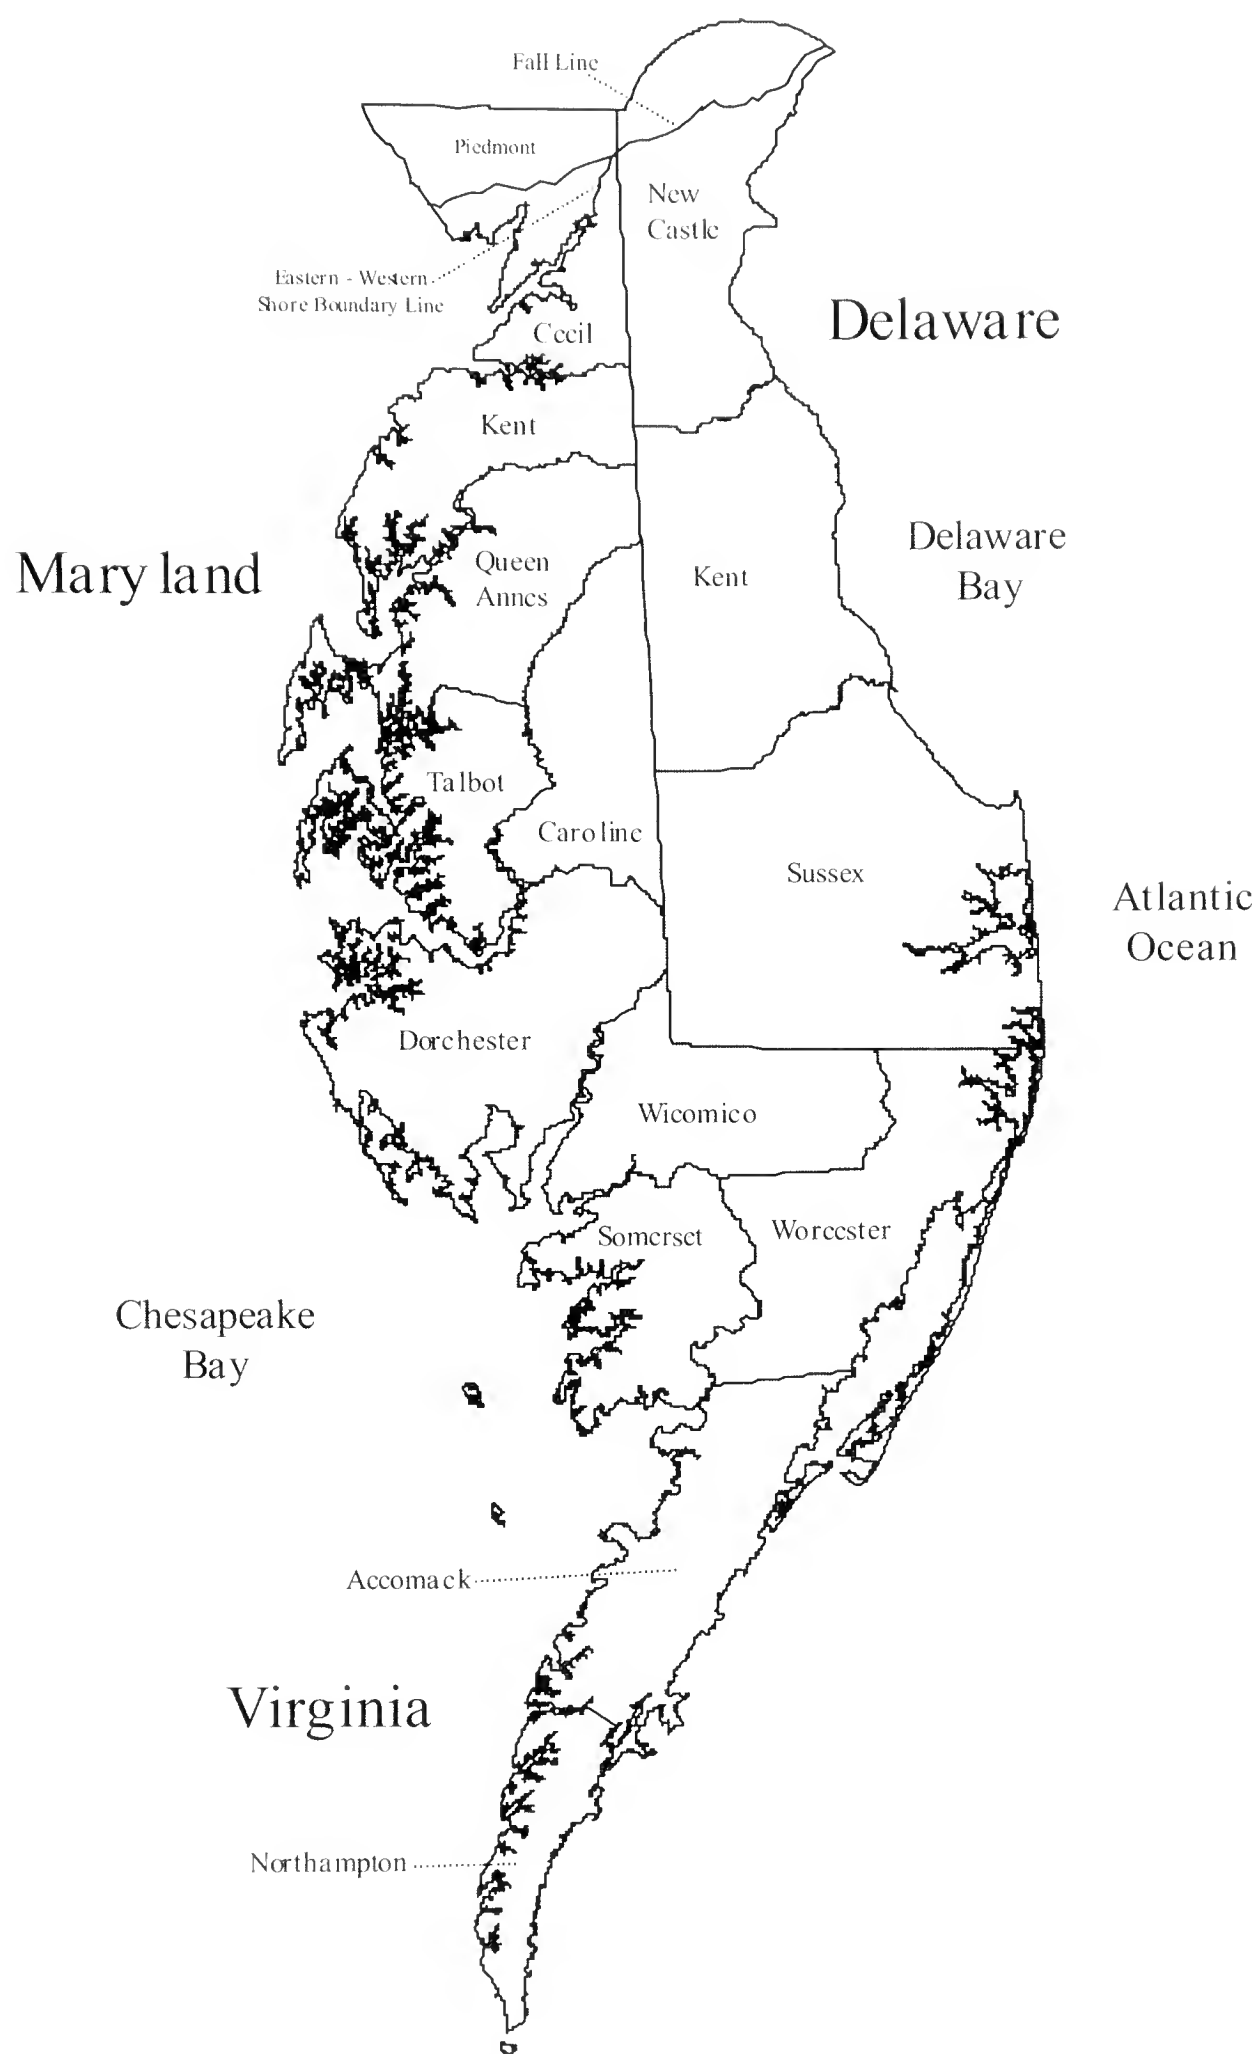 Fall Line
Piedmont
New
Castle
Eastern - Western
Shore Boundary Line
Delaware
Cecil
Kent
Maryland
Queen
Annes
Kent
Delaware
Bay
Talbot
Caroline
Sussex
Atlantic
Ocean
Dorchester
Wicomico
Somerset
Worcester
Chesapeake
Bay
Accomack
Virginia
Northampton